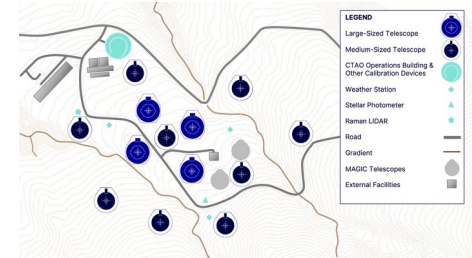 LEGEND
Large-Sized Telescope
Medium-Sized Telescope
CTAO Operations Building &
Other Calibration Devices
Weather Station
Stellar Photometer
Raman LIDAR
Road
Gradient
MAGIC Telescopes
External Facilities